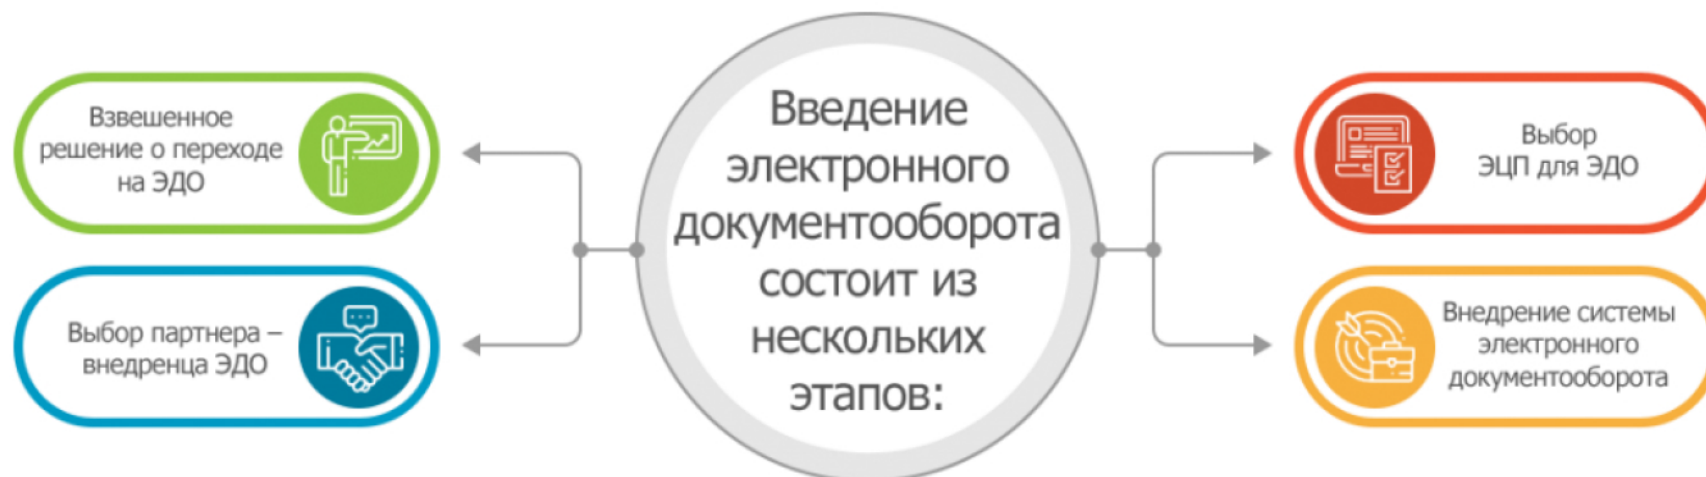 Взвешенное
решение о переходе
на ЭДО
Выбор партнера –
внедренца ЭДО
Введение
электронного
документооборота
состоит из
нескольких
этапов:
Выбор
ЭЦП для ЭДО
Внедрение системы
электронного
документооборота